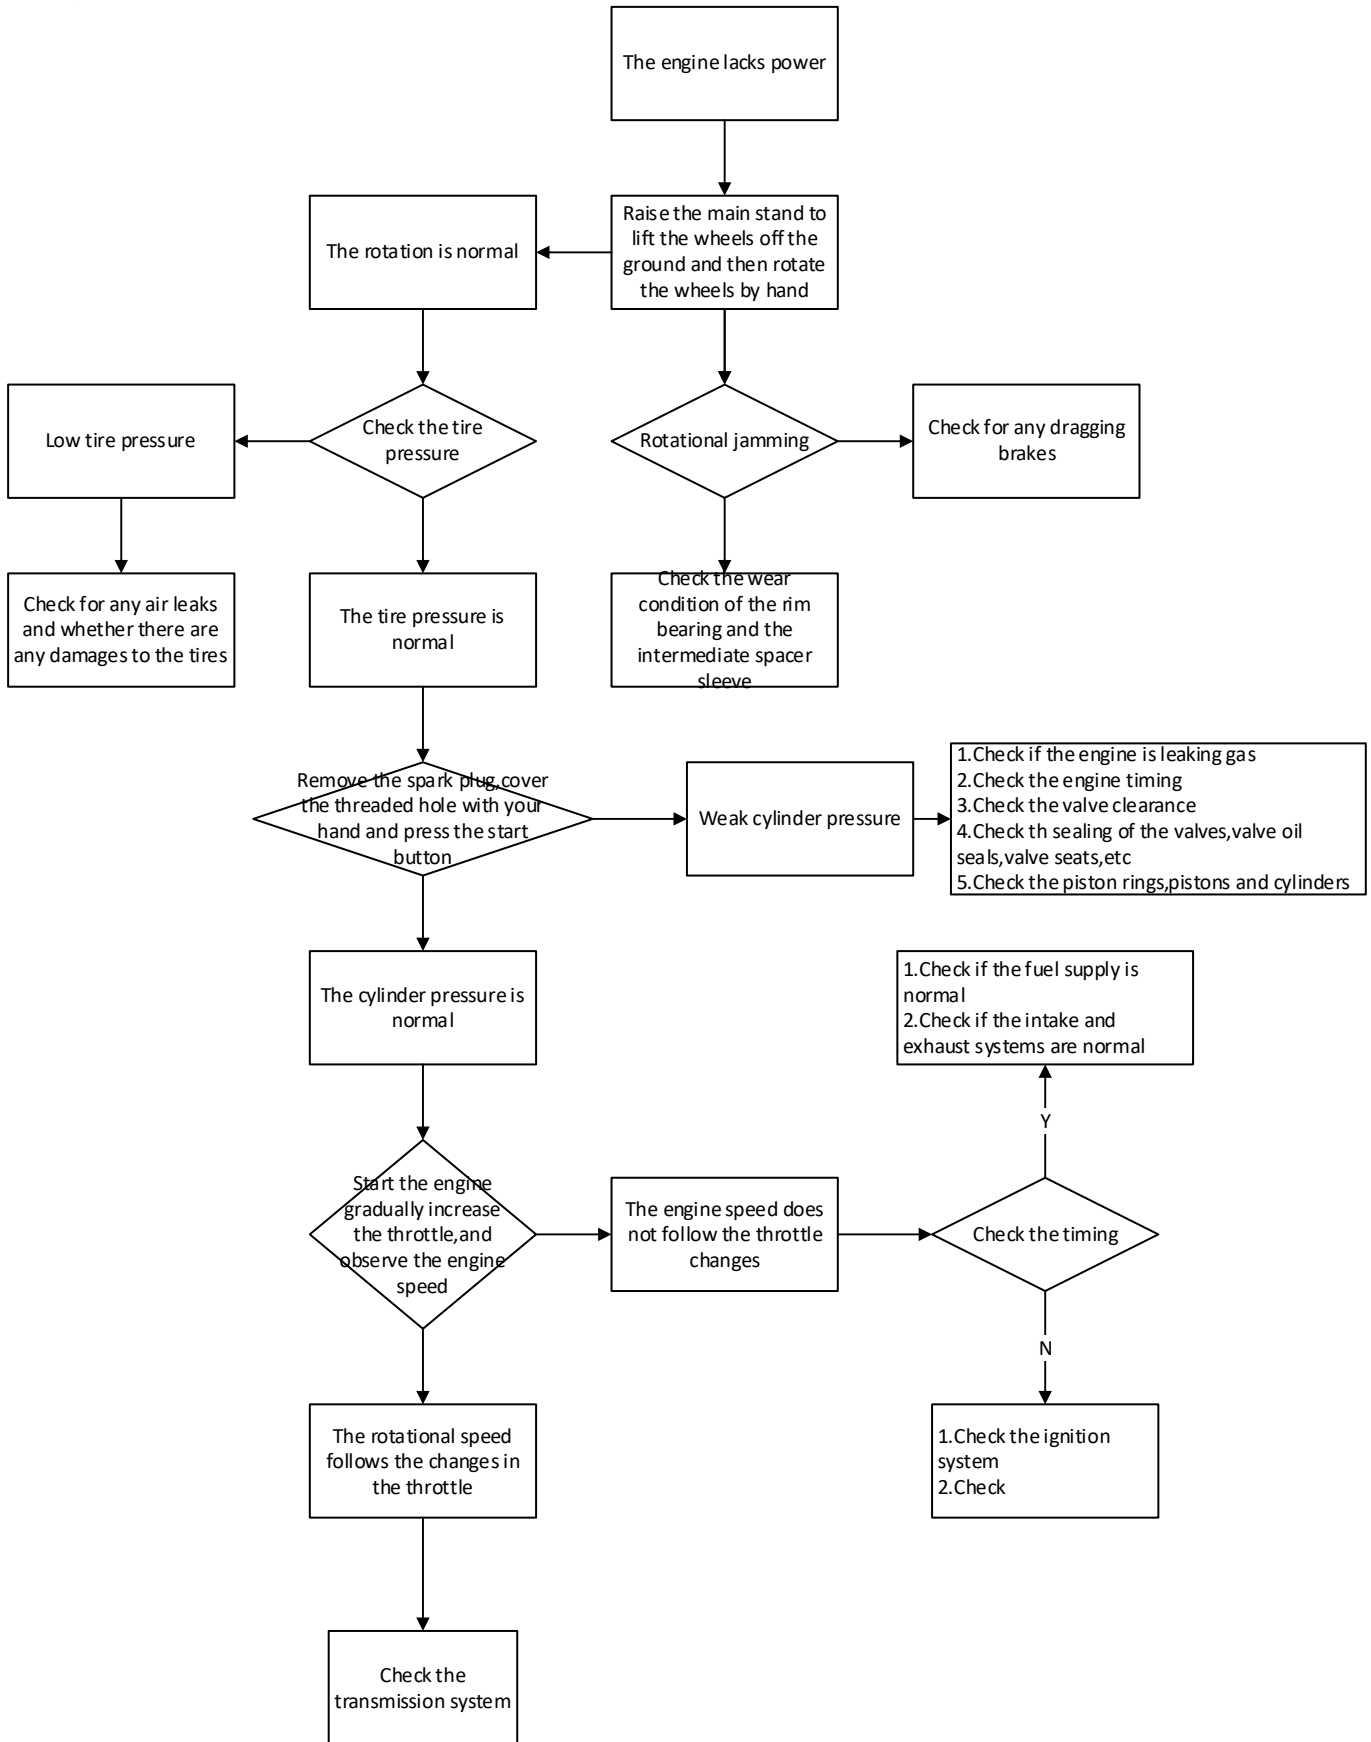 The engine lacks power
The rotation is normal
Raise the main stand to
lift the wheels off the
ground and then rotate
the wheels by hand
Low tire pressure
Check the tire
pressure
Rotational jamming
Check for any dragging
brakes
Check for any air leaks
and whether there are
any damages to the tires
The tire pressure is
normal
Check the wear
condition of the rim
bearing and the
intermediate spacer
sleeve
Remove the spark plug,cover
the threaded hole with your
hand and press the start
button
Weak cylinder pressure
1.Check if the engine is leaking gas
2.Check the engine timing
3.Check the valve clearance
4.Check th sealing of the valves,valve oil
seals,valve seats,etc
5.Check the piston rings,pistons and cylinders
The cylinder pressure is
normal
1.Check if the fuel supply is
normal
2.Check if the intake and
exhaust systems are normal
Y
Start the engine
gradually increase
the throttle,and
observe the engine
speed
The engine speed does
not follow the throttle
changes
Check the timing
N
The rotational speed
follows the changes in
the throttle
1.Check the ignition
system
2.Check
Check the
transmission system